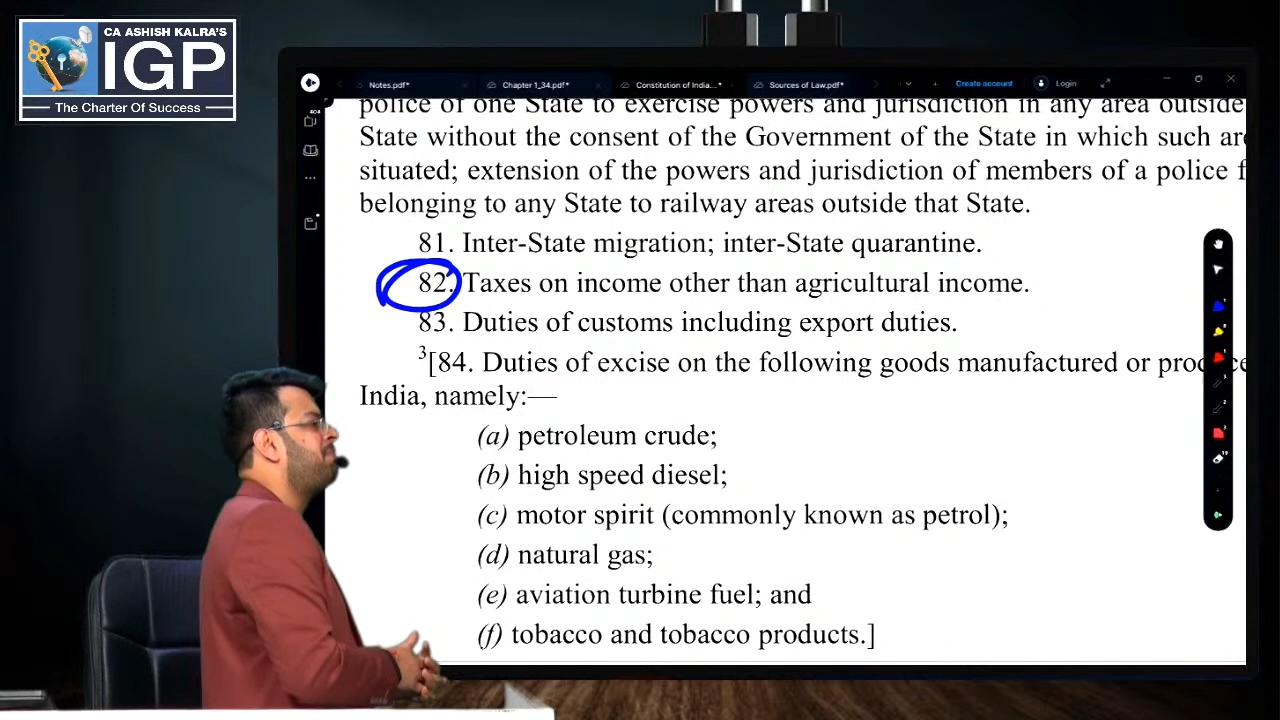 CA ASHISH KALRA'S
IGP
The Charter Of Success
Notes.pdf*
Chapter 1_34.pdf*
Constitution of India...*
Sources of Law.pdf*
Create account
Login
police of one State to exercise powers and jurisdiction in any area outside
State without the consent of the Government of the State in which such
situated; extension of the powers and jurisdiction of members of a police f
belonging to any State to railway areas outside that State.
81. Inter-State migration; inter-State quarantine.
82. Taxes on income other than agricultural income.
83. Duties of customs including export duties.
3[84. Duties of excise on the following goods manufactured or
India, namely:—
(a) petroleum crude;
(b) high speed diesel;
(c) motor spirit (commonly known as petrol);
(d) natural gas;
(e) aviation turbine fuel; and
(f) tobacco and tobacco products.]